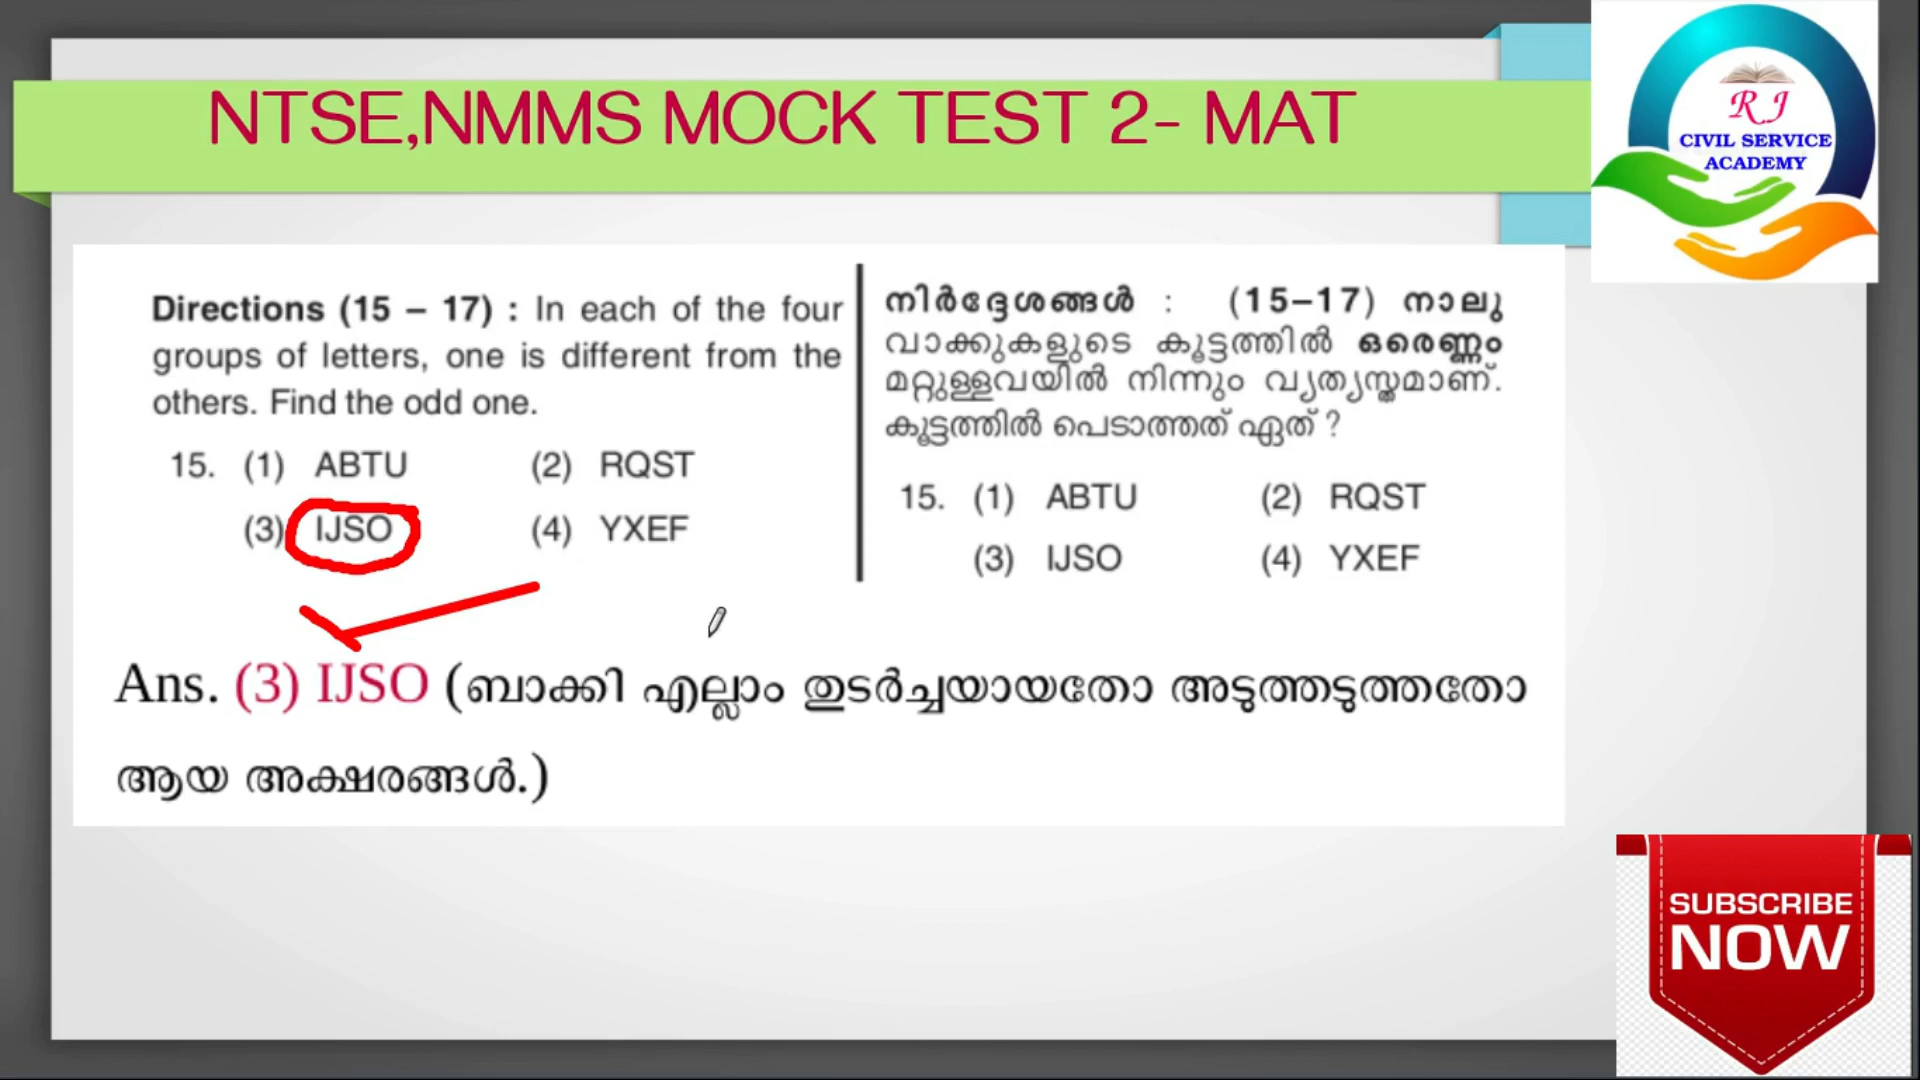 NTSE,NMMS MOCK TEST 2- MAT
RJ
CIVIL SERVICE
ACADEMY
Directions (15 – 17) : In each of the four
groups of letters, one is different from the
others. Find the odd one.
15. (1) ABTU (2) RQST
(3) IJSO (4) YXEF
നിർദ്ദേശങ്ങൾ : (15–17) നാലു
വാക്കുകളുടെ കൂട്ടത്തിൽ ഒരെണ്ണം
മറ്റുള്ളവയിൽ നിന്നും വ്യത്യസ്തമാണ്.
കൂട്ടത്തിൽ പെടാത്തത് ഏത് ?
15. (1) ABTU (2) RQST
(3) IJSO (4) YXEF
Ans. (3) IJSO (ബാക്കി എല്ലാം തുടർച്ചയായതോ അടുത്തടുത്തതോ
ആയ അക്ഷരങ്ങൾ.)
SUBSCRIBE
NOW